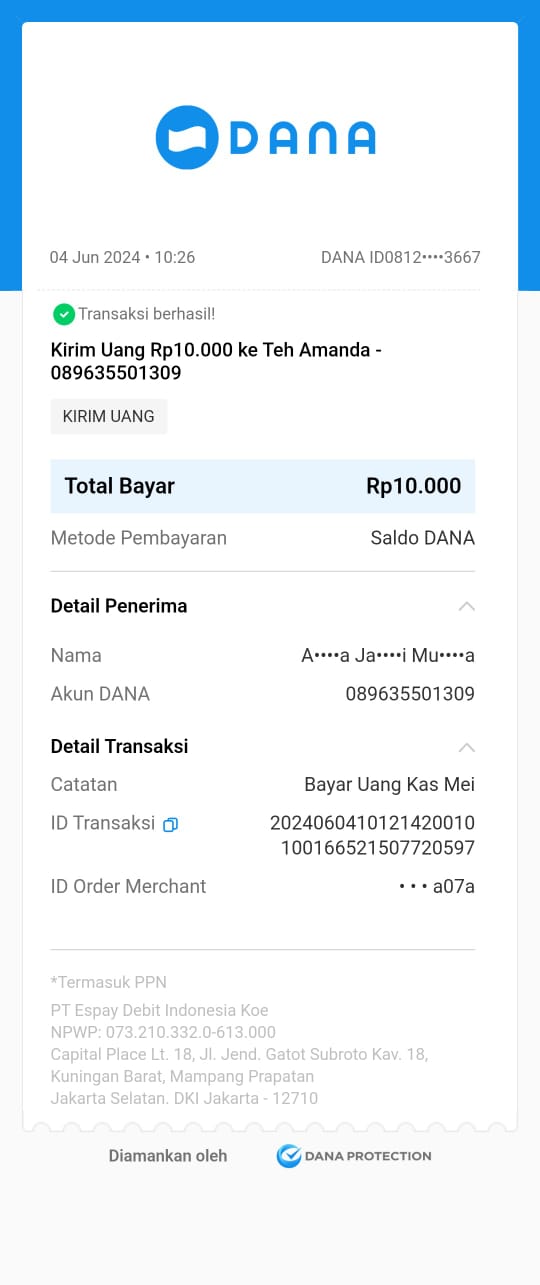 DANA
04 Jun 2024 • 10:26 DANA ID0812••••3667
Transaksi berhasil!
Kirim Uang Rp10.000 ke Teh Amanda -
089635501309
KIRIM UANG
Total Bayar Rp10.000
Metode Pembayaran Saldo DANA
Detail Penerima
Nama A••••a Ja••••i Mu••••a
Akun DANA 089635501309
Detail Transaksi
Catatan Bayar Uang Kas Mei
ID Transaksi 2024060410121420010
100166521507720597
ID Order Merchant • • • a07a
*Termasuk PPN
PT Espay Debit Indonesia Koe
NPWP: 073.210.332.0-613.000
Capital Place Lt. 18, Jl. Jend. Gatot Subroto Kav. 18,
Kuningan Barat, Mampang Prapatan
Jakarta Selatan. DKI Jakarta - 12710
Diamankan oleh DANA PROTECTION